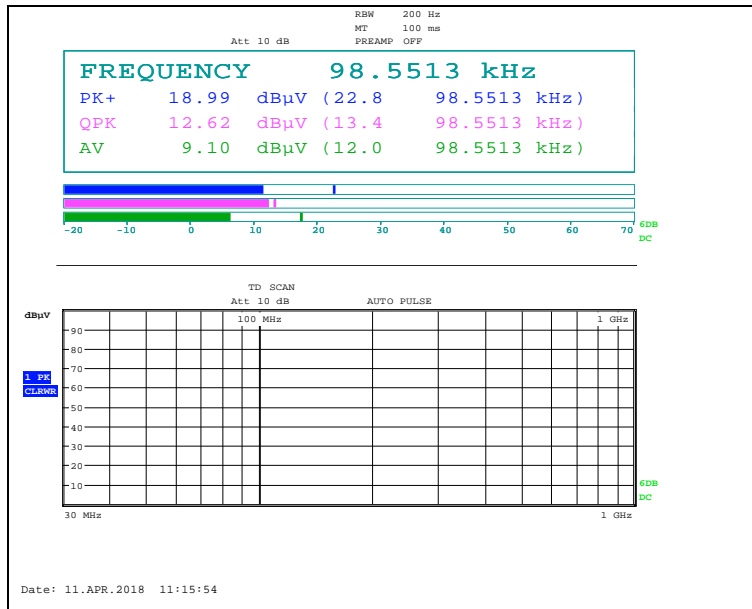 RBW 200 Hz
MT 100 ms
Att 10 dB PREAMP OFF
FREQUENCY 98.5513 kHz
PK+ 18.99 dBµV (22.8 98.5513 kHz)
QPK 12.62 dBµV (13.4 98.5513 kHz)
AV 9.10 dBµV (12.0 98.5513 kHz)
-20 -10 0 10 20 30 40 50 60 70
6DB
DC
TD SCAN
Att 10 dB AUTO PULSE
dBµV
100 MHz 1 GHz
90
80
70
1 PK
60
CLRWR
50
40
30
20
10
6DB
DC
30 MHz 1 GHz
Date: 11.APR.2018 11:15:54